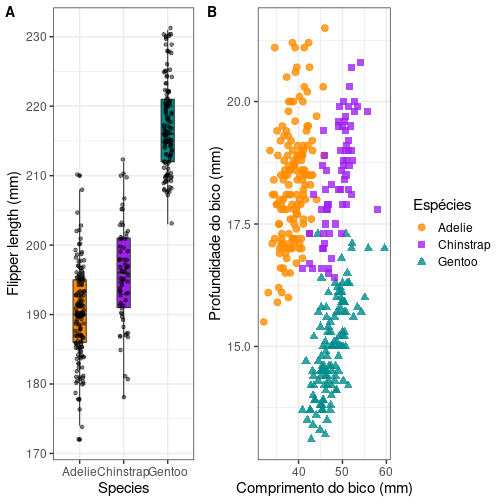 A
Flipper length (mm)
230
220
210
200
190
180
170
Adelie Chinstrap Gentoo
Species
B
Profundidade do bico (mm)
20.0
17.5
15.0
40 50 60
Comprimento do bico (mm)
Espécies
Adelie
Chinstrap
Gentoo